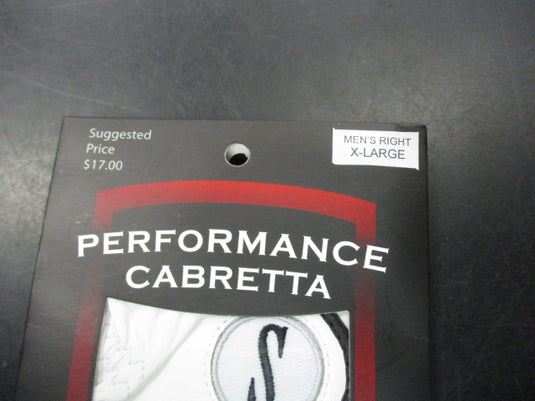 Suggested
Price
$17.00
MEN'S RIGHT
X-LARGE
PERFORMANCE
CABRETTA
S